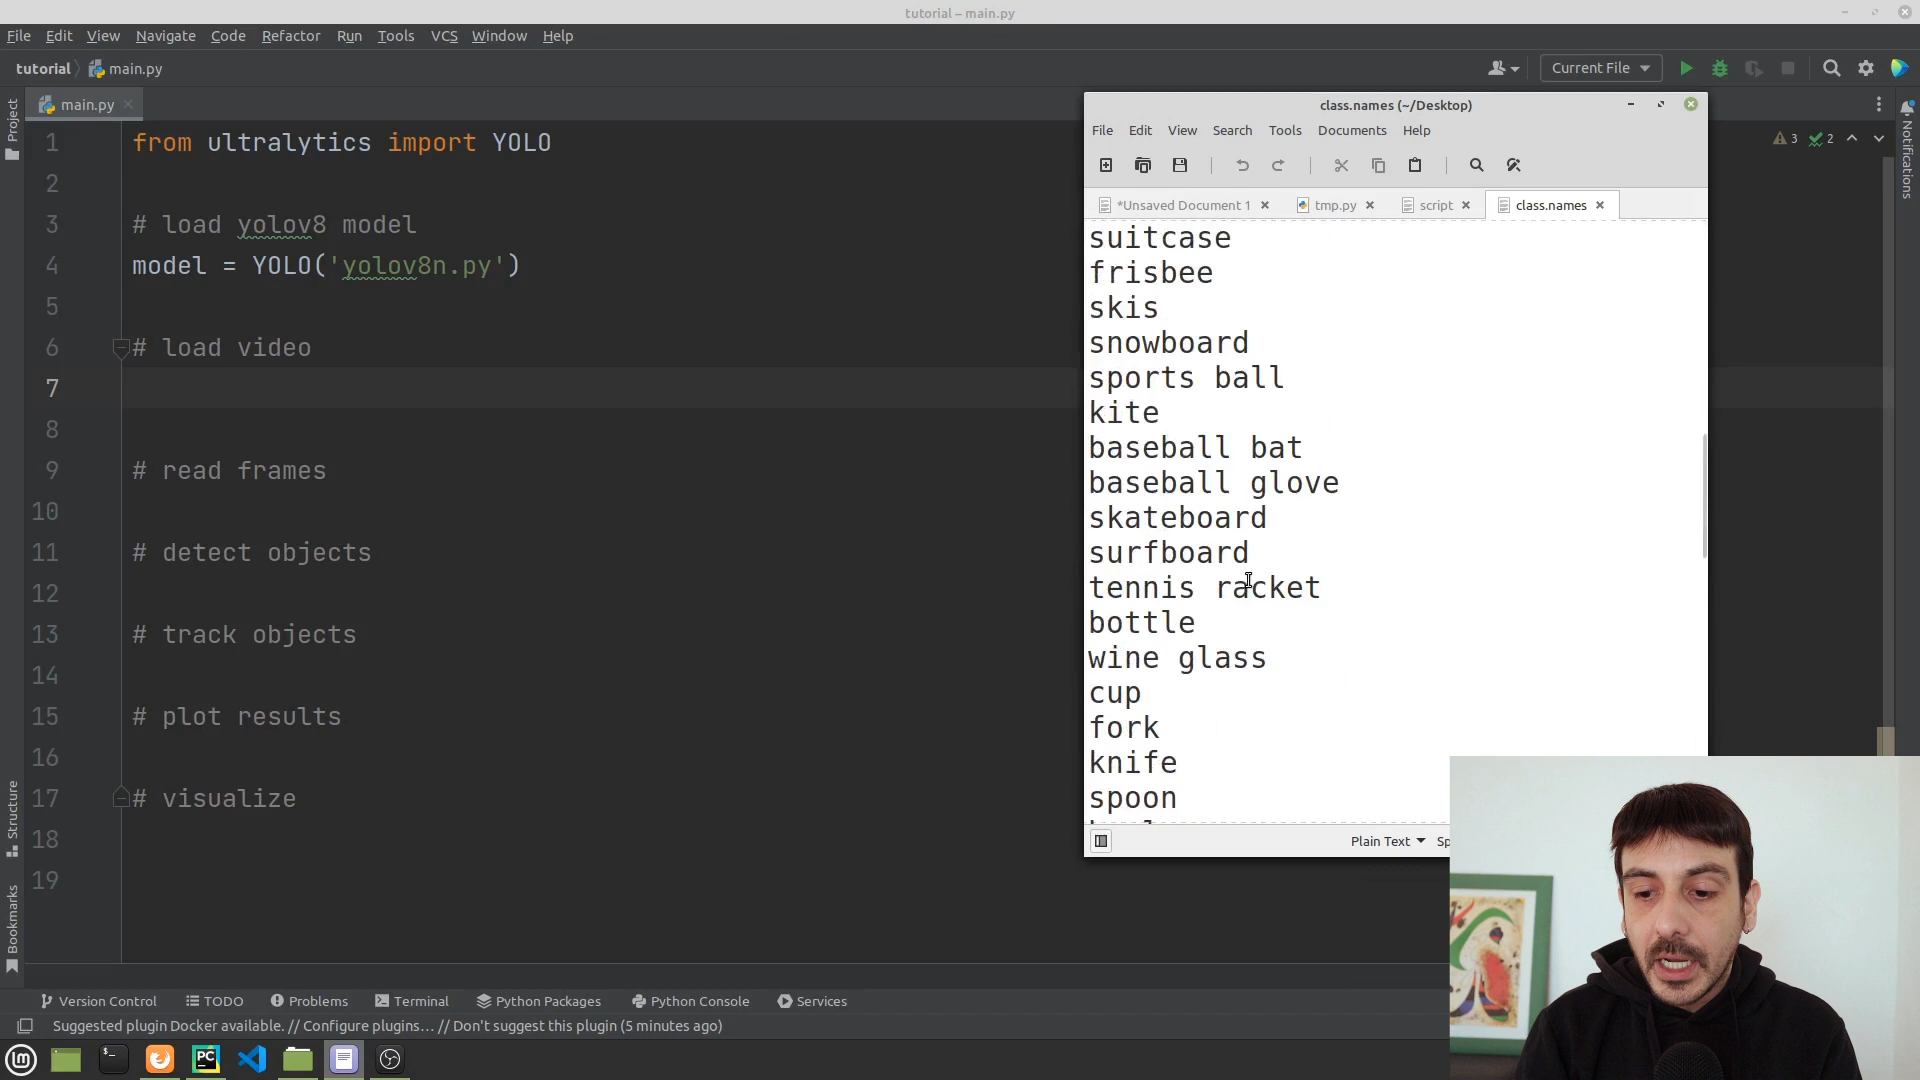 tutorial – main.py
File Edit View Navigate Code Refactor Run Tools VCS Window Help
tutorial main.py Current File
main.py
Project
Structure
Bookmarks
Notifications
3 2
1 from ultralytics import YOLO
2
3 # load yolov8 model
4 model = YOLO('yolov8n.py')
5
6 # load video
7
8
9 # read frames
10
11 # detect objects
12
13 # track objects
14
15 # plot results
16
17 # visualize
18
19
class.names (~/Desktop)
File Edit View Search Tools Documents Help
*Unsaved Document 1 tmp.py script class.names
suitcase
frisbee
skis
snowboard
sports ball
kite
baseball bat
baseball glove
skateboard
surfboard
tennis racket
bottle
wine glass
cup
fork
knife
spoon
Plain Text Sp
Version Control TODO Problems Terminal Python Packages Python Console Services
Suggested plugin Docker available. // Configure plugins... // Don't suggest this plugin (5 minutes ago)
PC